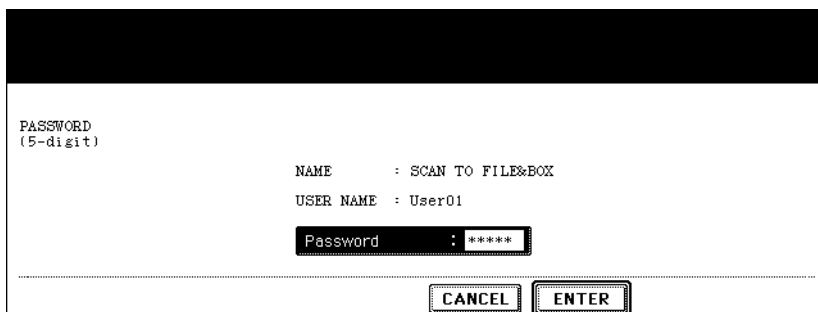 PASSWORD
(5-digit)
NAME : SCAN TO FILE&BOX
USER NAME : User01
Password : *****
CANCEL ENTER